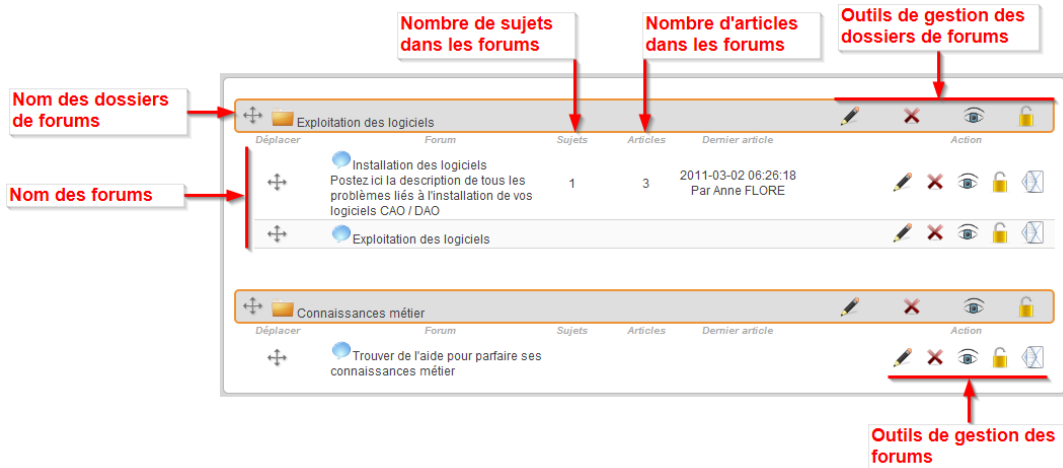 Nombre de sujets
dans les forums
Nombre d'articles
dans les forums
Outils de gestion des
dossiers de forums
Nom des dossiers
de forums
Exploitation des logiciels
Déplacer Forum Sujets Articles Dernier article Action
Nom des forums
Installation des logiciels
Postez ici la description de tous les
problèmes liés à l'installation de vos
logiciels CAO / DAO
1 3 2011-03-02 06:26:18
Par Anne FLORE
Exploitation des logiciels
Connaissances métier
Déplacer Forum Sujets Articles Dernier article Action
Trouver de l'aide pour parfaire ses
connaissances métier
Outils de gestion des
forums